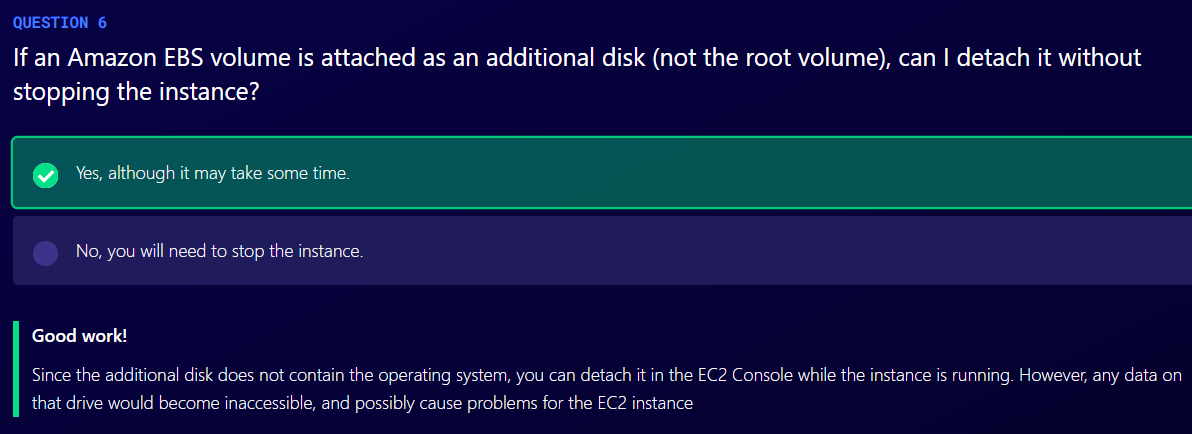 QUESTION 6
If an Amazon EBS volume is attached as an additional disk (not the root volume), can I detach it without
stopping the instance?
Yes, although it may take some time.
No, you will need to stop the instance.
Good work!
Since the additional disk does not contain the operating system, you can detach it in the EC2 Console while the instance is running. However, any data on
that drive would become inaccessible, and possibly cause problems for the EC2 instance